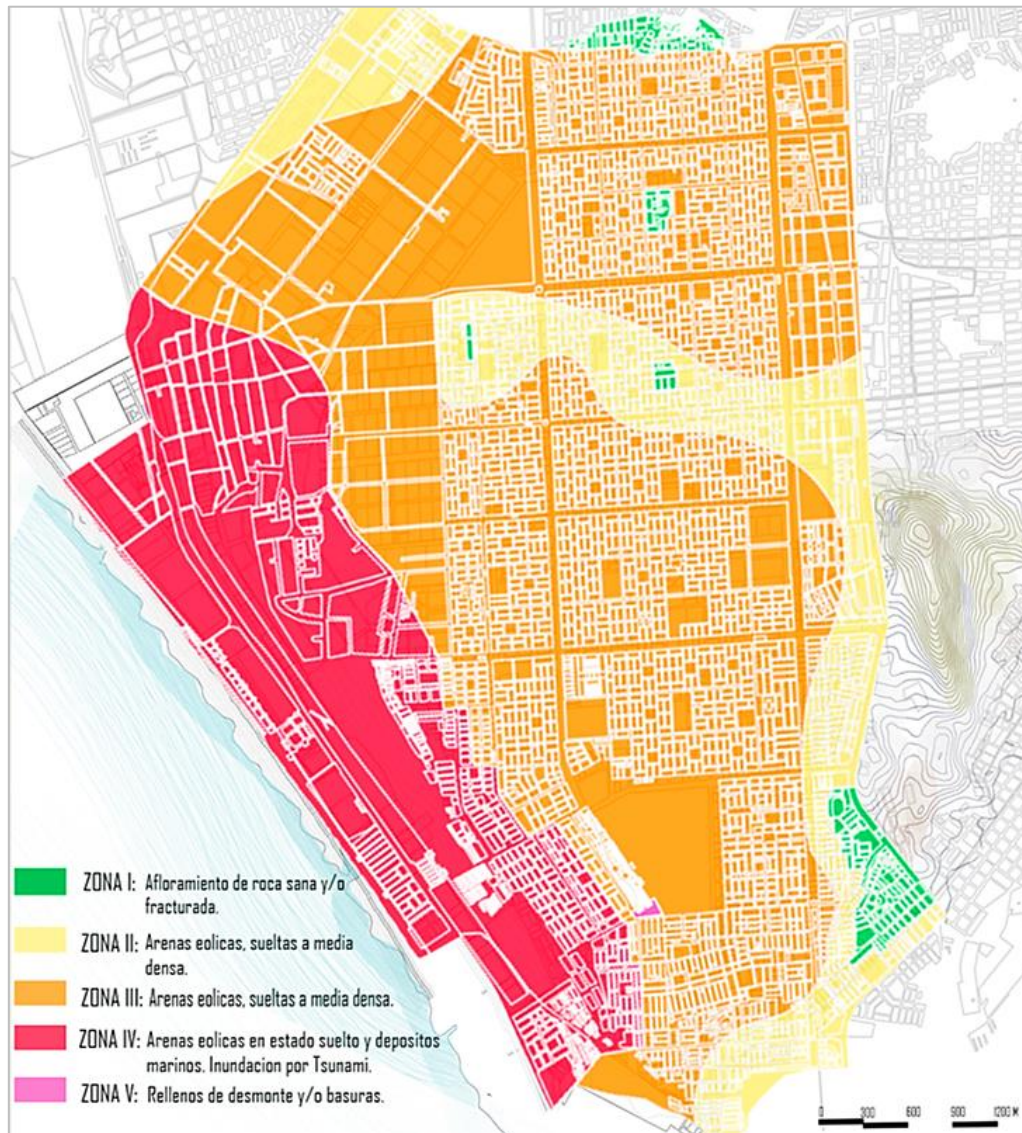 ZONA I: Afloramiento de roca sana y/o
fracturada.
ZONA II: Arenas eolicas, sueltas a media
densa.
ZONA III: Arenas eolicas, sueltas a media densa.
ZONA IV: Arenas eolicas en estado suelto y depositos
marinos. Inundacion por Tsunami.
ZONA V: Rellenos de desmonte y/o basuras.
0 300 600 900 1200 M